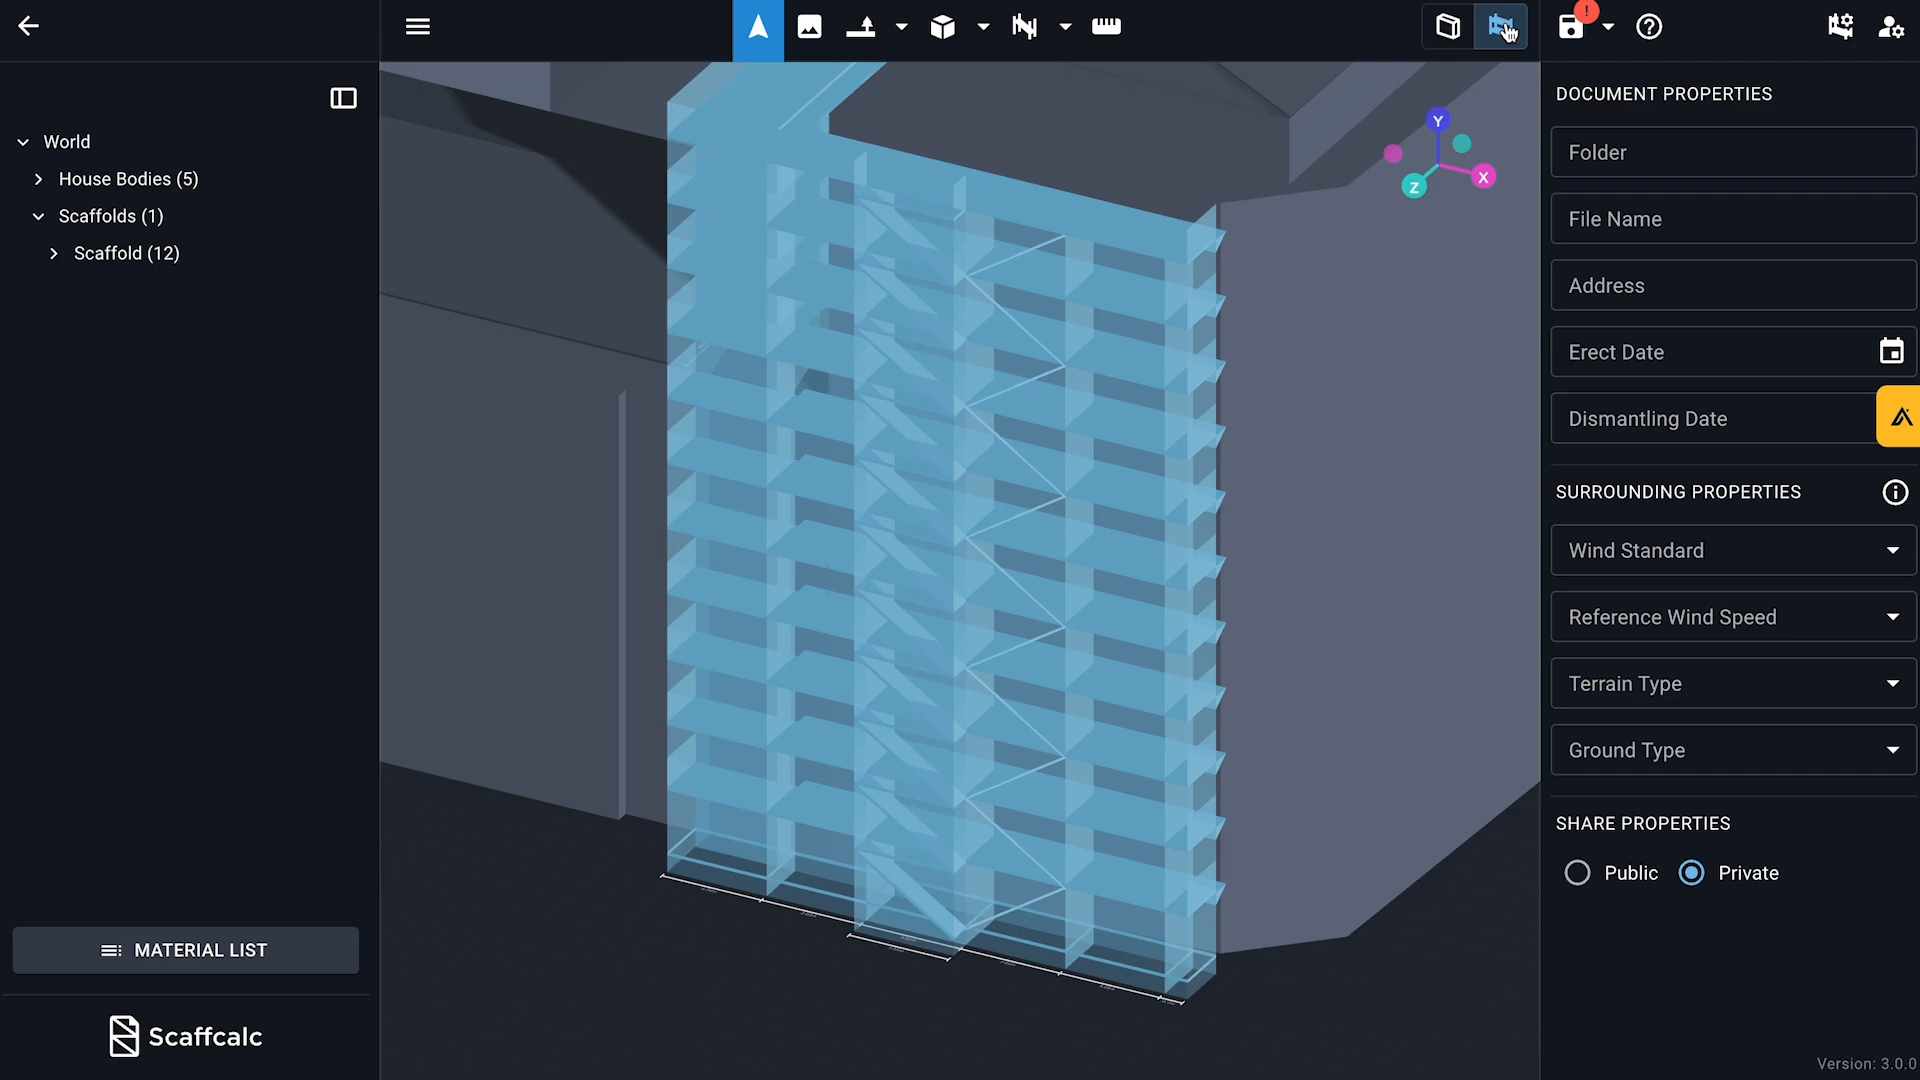 World
House Bodies (5)
Scaffolds (1)
Scaffold (12)
MATERIAL LIST
Scaffcalc
!
Y
X
Z
DOCUMENT PROPERTIES
Folder
File Name
Address
Erect Date
Dismantling Date
SURROUNDING PROPERTIES
Wind Standard
Reference Wind Speed
Terrain Type
Ground Type
SHARE PROPERTIES
Public
Private
Version: 3.0.0